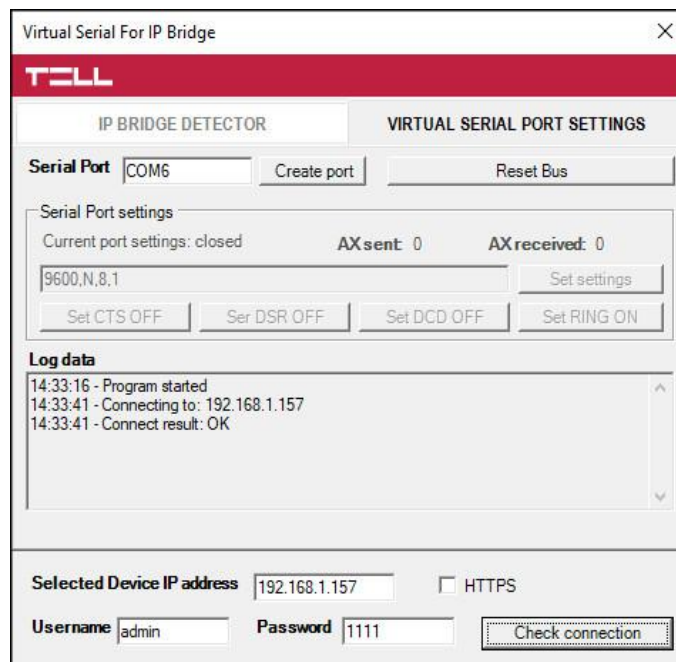 Virtual Serial For IP Bridge
TELL
IP BRIDGE DETECTOR
VIRTUAL SERIAL PORT SETTINGS
Serial Port COM6 Create port Reset Bus
Serial Port settings
Current port settings: closed AX sent: 0 AX received: 0
9600,N,8,1 Set settings
Set CTS OFF Ser DSR OFF Set DCD OFF Set RING ON
Log data
14:33:16 - Program started
14:33:41 - Connecting to: 192.168.1.157
14:33:41 - Connect result: OK
Selected Device IP address 192.168.1.157 HTTPS
Username admin Password 1111 Check connection